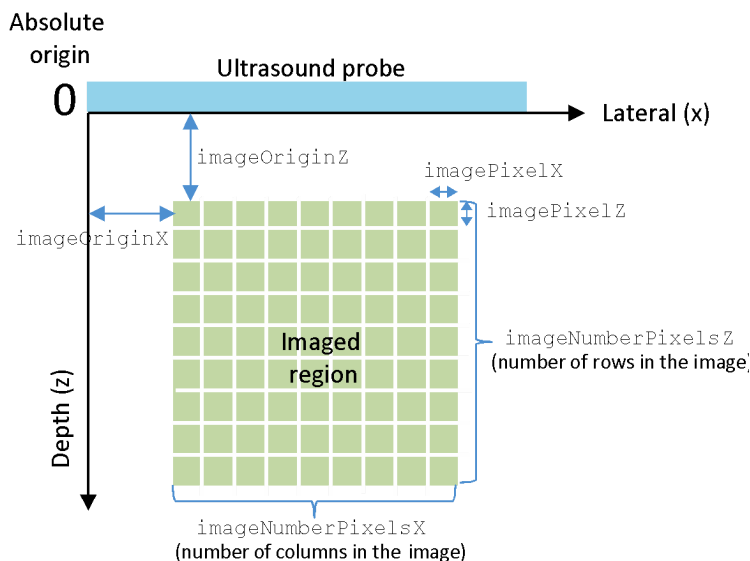 Absolute
origin
Ultrasound probe
0
Lateral (x)
imageOriginZ
imagePixelX
imagePixelZ
imageOriginX
Imaged
region
imageNumberPixelsZ
(number of rows in the image)
Depth (z)
imageNumberPixelsX
(number of columns in the image)